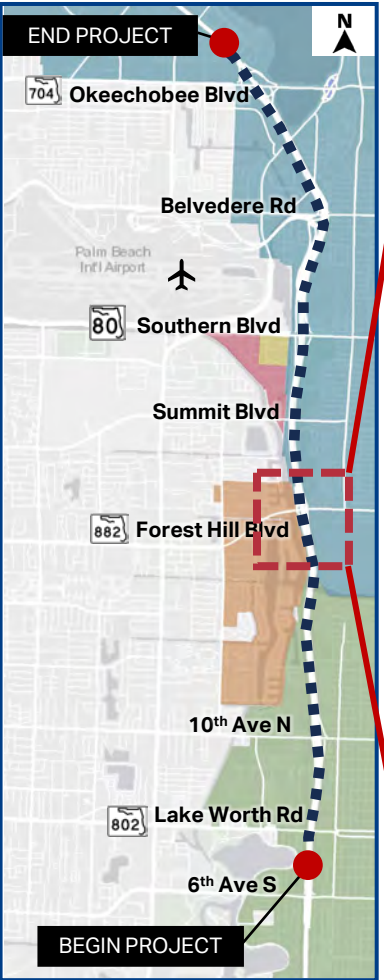 END PROJECT
N
704 Okeechobee Blvd
Belvedere Rd
Palm Beach
Int'l Airport
80 Southern Blvd
Summit Blvd
882 Forest Hill Blvd
10th Ave N
802 Lake Worth Rd
6th Ave S
BEGIN PROJECT